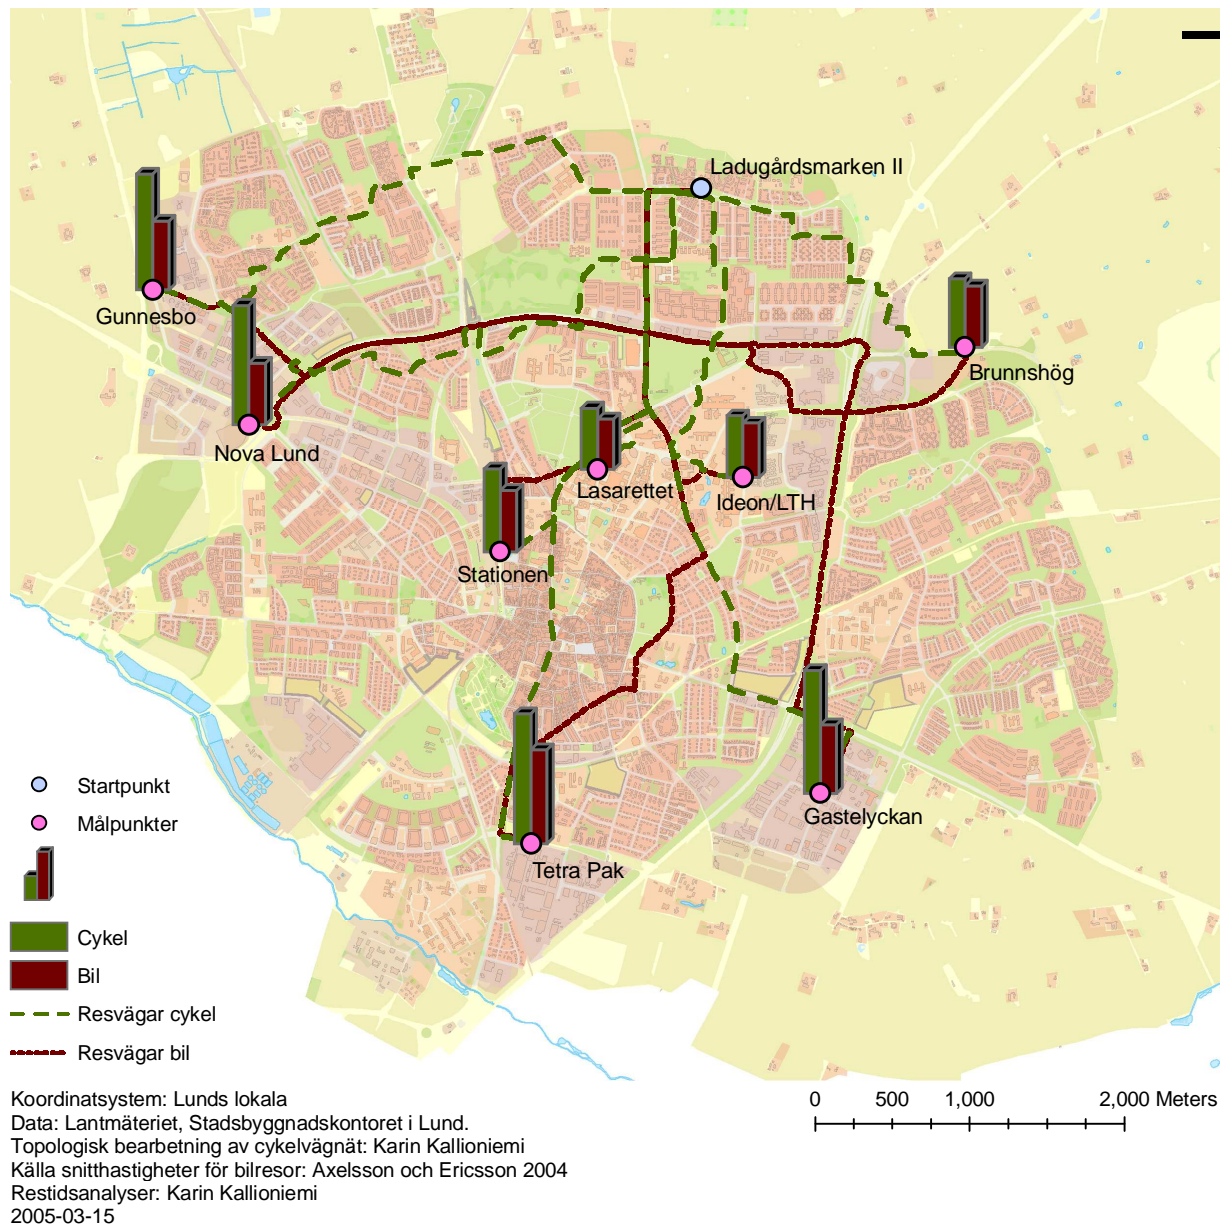 Ladugårdsmarken II
Gunnesbo
Brunnshög
Nova Lund
Lasarettet
Ideon/LTH
Stationen
Startpunkt
Målpunkter
Gastelyckan
Tetra Pak
Cykel
Bil
Resvägar cykel
Resvägar bil
Koordinatsystem: Lunds lokala
Data: Lantmäteriet, Stadsbyggnadskontoret i Lund.
Topologisk bearbetning av cykelvägnät: Karin Kallioniemi
Källa snitthastigheter för bilresor: Axelsson och Ericsson 2004
Restidsanalyser: Karin Kallioniemi
2005-03-15
0 500 1,000 2,000 Meters